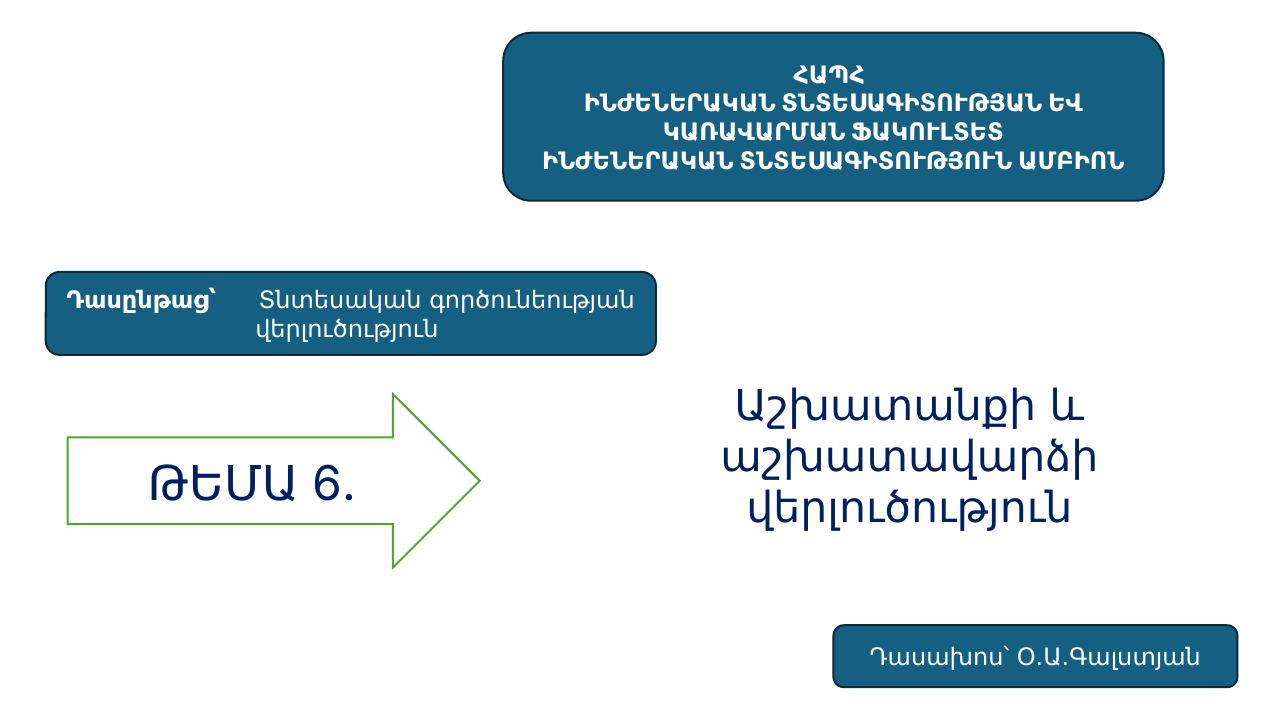 ՀԱՊՀ
ԻՆԺԵՆԵՐԱԿԱՆ ՏՆՏԵՍԱԳԻՏՈՒԹՅԱՆ ԵՎ
ԿԱՌԱՎԱՐՄԱՆ ՖԱԿՈՒԼՏԵՏ
ԻՆԺԵՆԵՐԱԿԱՆ ՏՆՏԵՍԱԳԻՏՈՒԹՅՈՒՆ ԱՄԲԻՈՆ
Դասընթաց՝ Տնտեսական գործունեության
վերլուծություն
ԹԵՄԱ 6.
Աշխատանքի և
աշխատավարձի
վերլուծություն
Դասախոս՝ Օ.Ա.Գալստյան